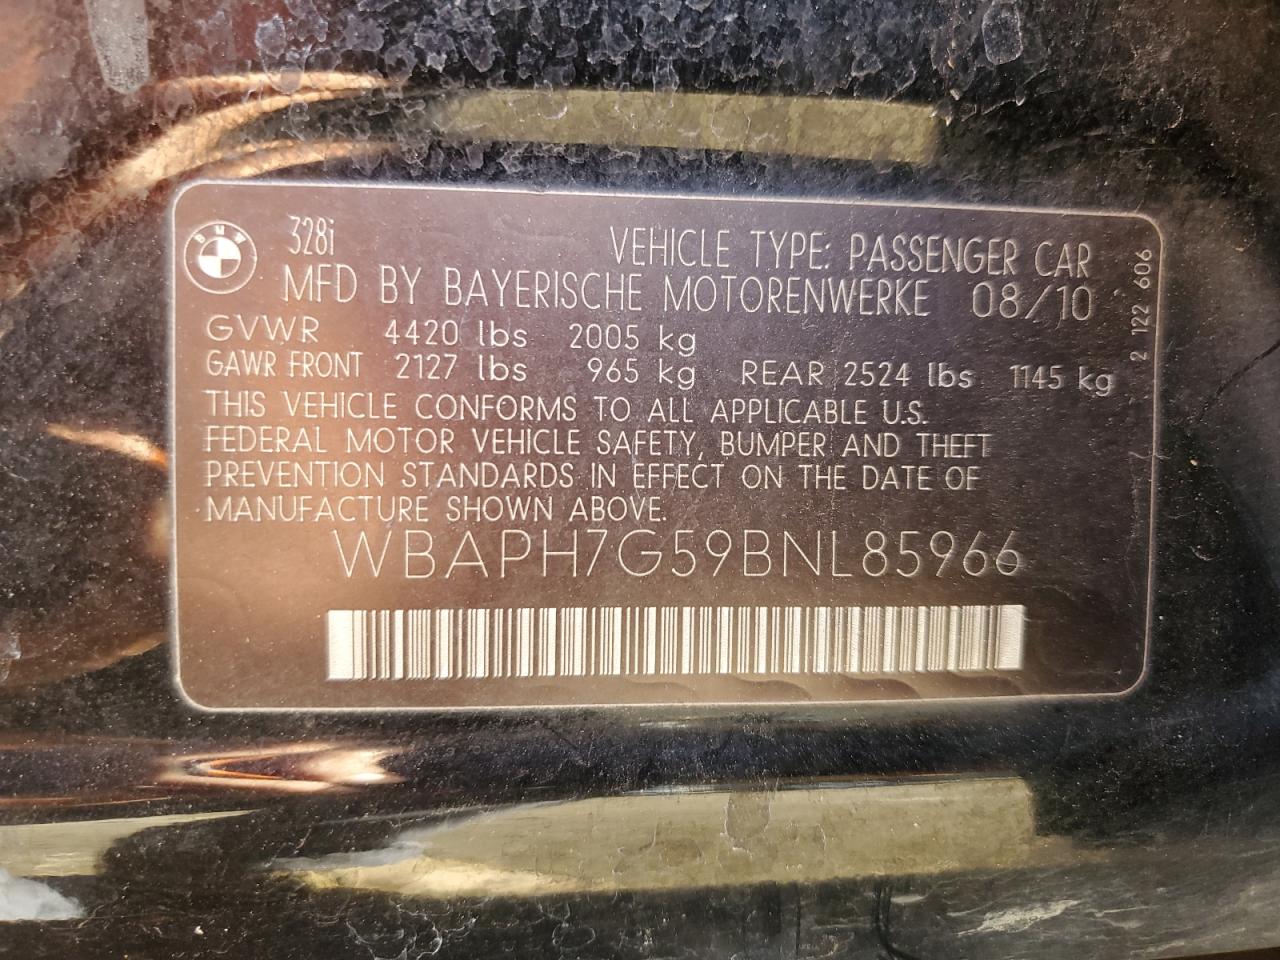 BMW
328i
VEHICLE TYPE: PASSENGER CAR
MFD BY BAYERISCHE MOTORENWERKE 08/10
GVWR 4420 lbs 2005 kg
GAWR FRONT 2127 lbs 965 kg REAR 2524 lbs 1145 kg
THIS VEHICLE CONFORMS TO ALL APPLICABLE U.S.
FEDERAL MOTOR VEHICLE SAFETY, BUMPER AND THEFT
PREVENTION STANDARDS IN EFFECT ON THE DATE OF
MANUFACTURE SHOWN ABOVE.
WBAPH7G59BNL85966
2 122 606